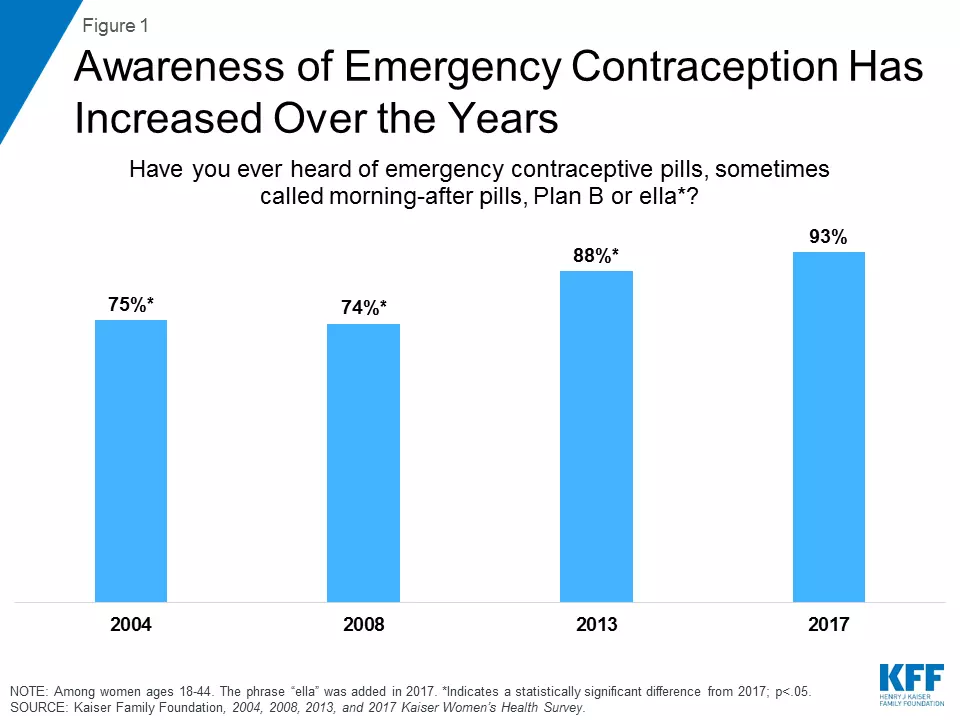 Figure 1
Awareness of Emergency Contraception Has
Increased Over the Years
Have you ever heard of emergency contraceptive pills, sometimes
called morning-after pills, Plan B or ella*?
75%*
74%*
88%*
93%
2004
2008
2013
2017
NOTE: Among women ages 18-44. The phrase “ella” was added in 2017. *Indicates a statistically significant difference from 2017; p<.05.
SOURCE: Kaiser Family Foundation, 2004, 2008, 2013, and 2017 Kaiser Women's Health Survey.
KFF
HENRY J KAISER
FAMILY FOUNDATION